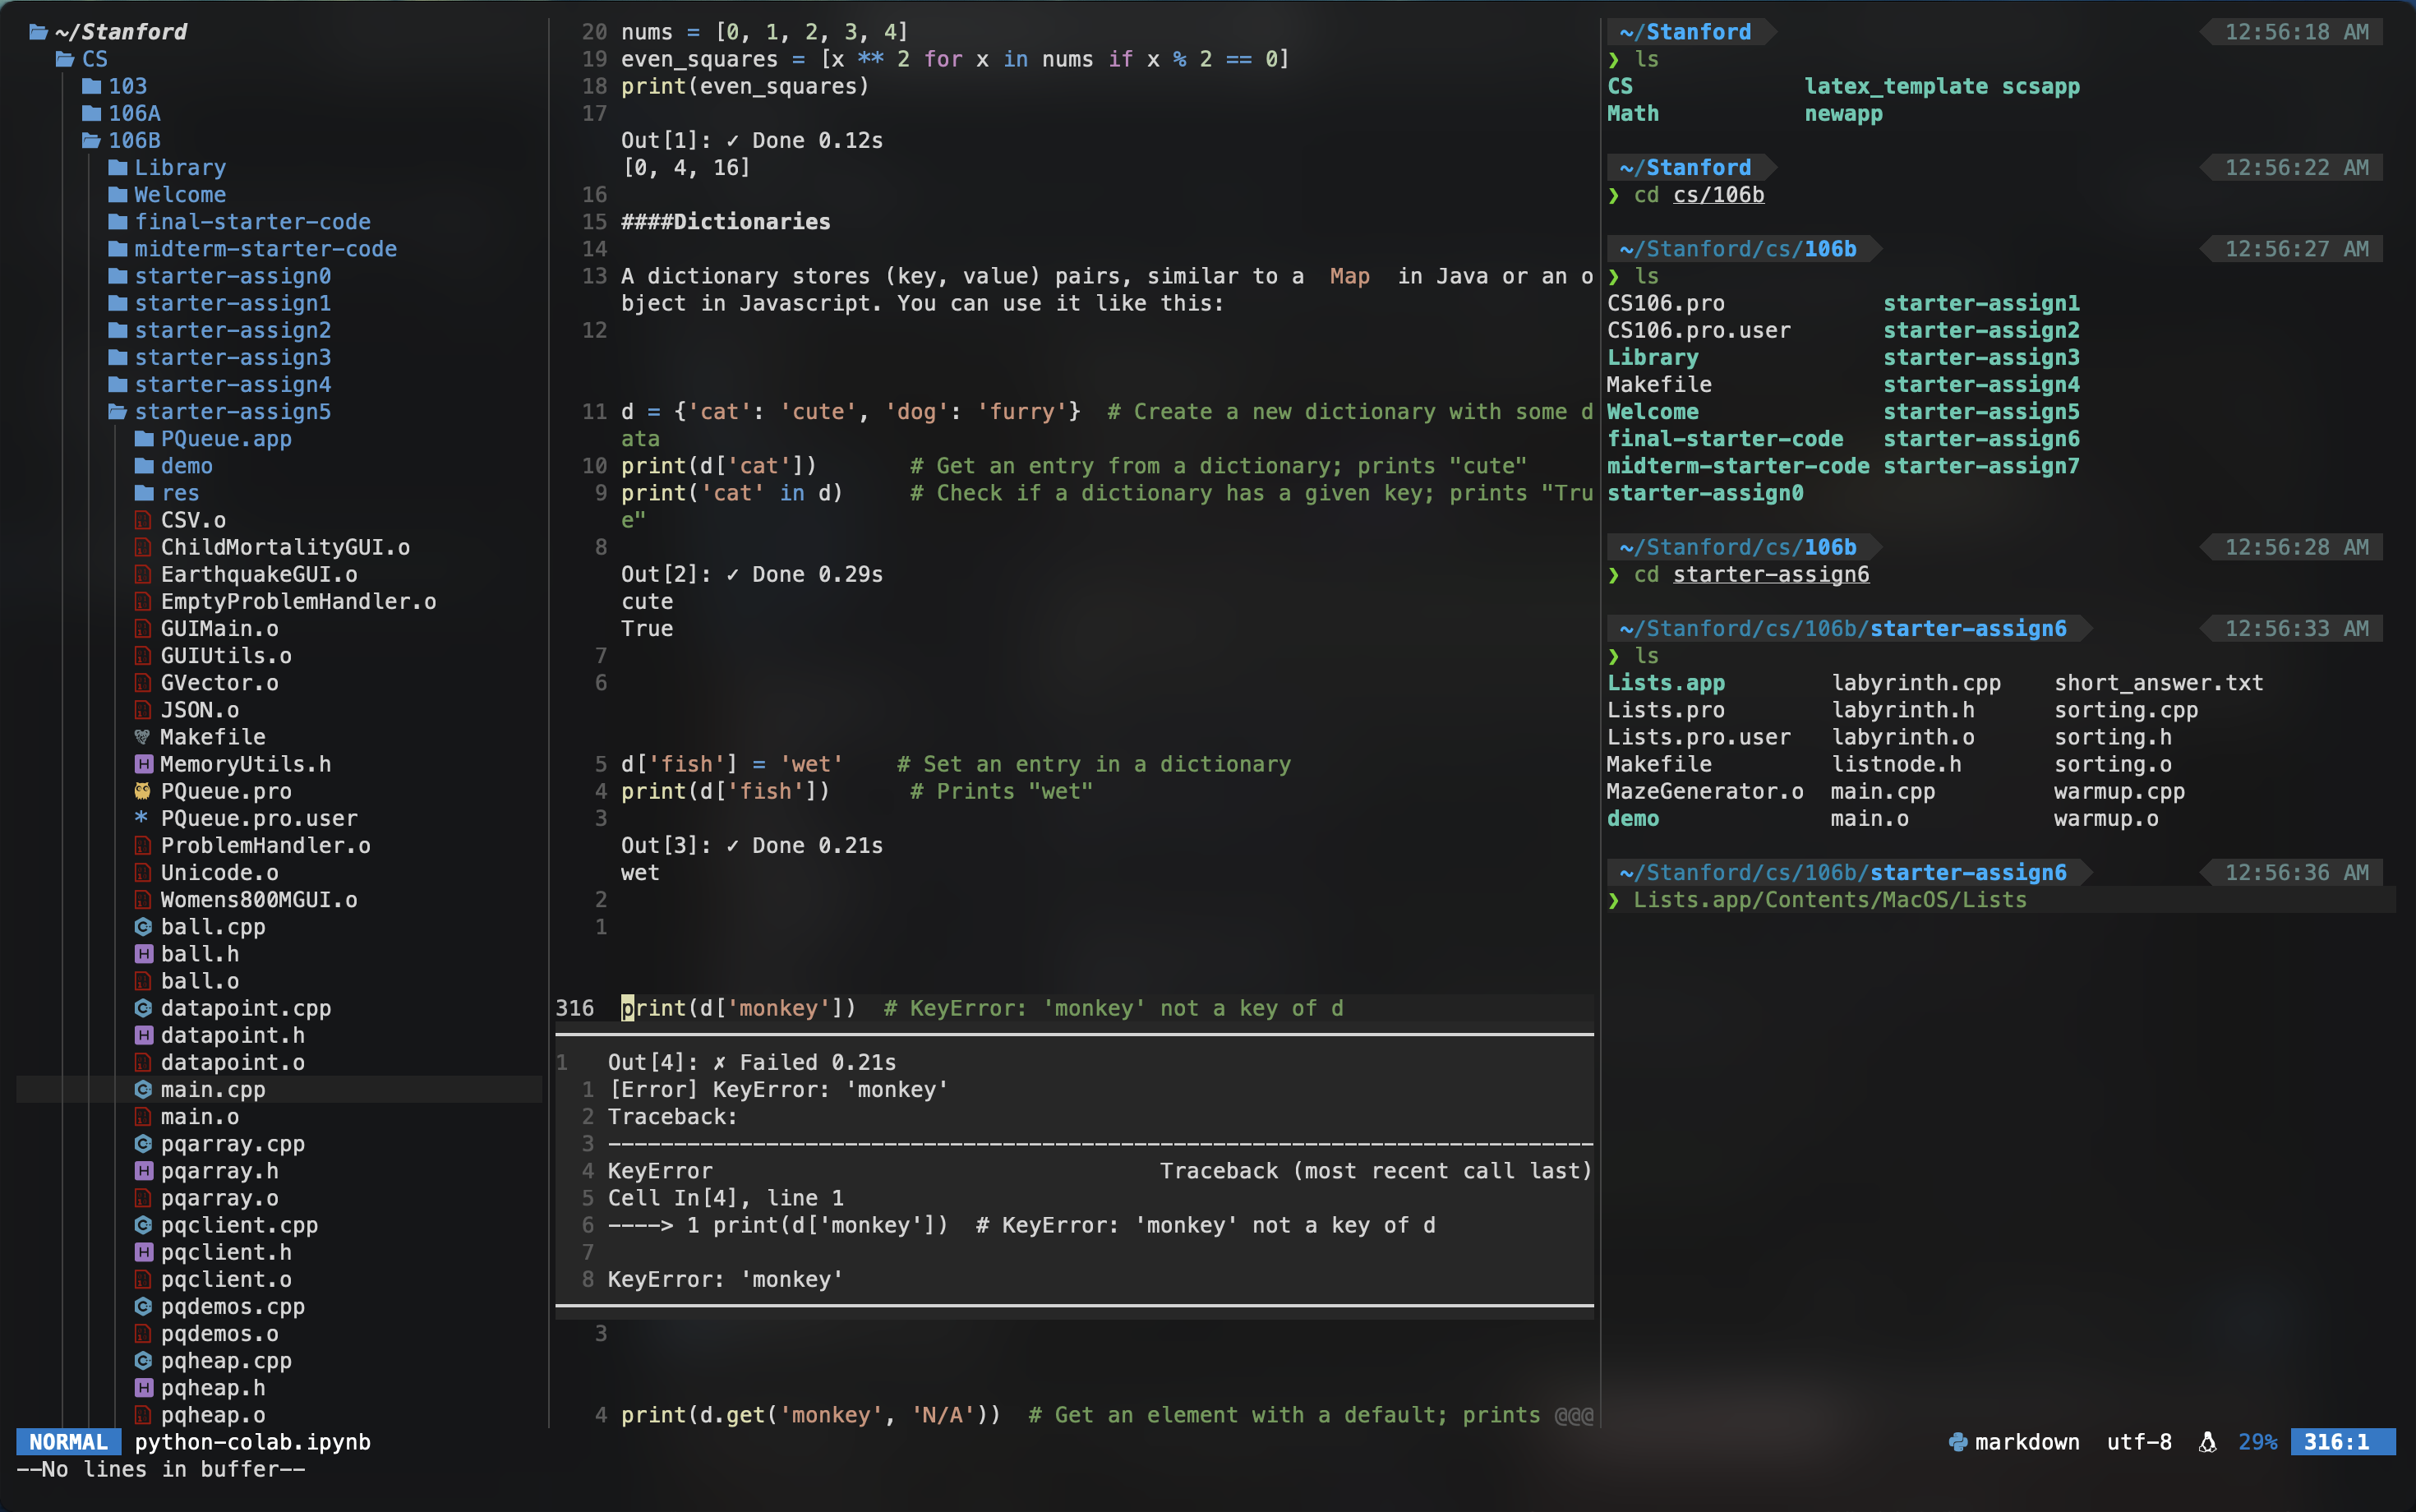 ~/Stanford
CS
103
106A
106B
Library
Welcome
final-starter-code
midterm-starter-code
starter-assign0
starter-assign1
starter-assign2
starter-assign3
starter-assign4
starter-assign5
PQueue.app
demo
res
CSV.o
ChildMortalityGUI.o
EarthquakeGUI.o
EmptyProblemHandler.o
GUIMain.o
GUIUtils.o
GVector.o
JSON.o
Makefile
MemoryUtils.h
PQueue.pro
* PQueue.pro.user
ProblemHandler.o
Unicode.o
Womens800MGUI.o
ball.cpp
ball.h
ball.o
datapoint.cpp
datapoint.h
datapoint.o
main.cpp
main.o
pqarray.cpp
pqarray.h
pqarray.o
pqclient.cpp
pqclient.h
pqclient.o
pqdemos.cpp
pqdemos.o
pqheap.cpp
pqheap.h
pqheap.o
20 nums = [0, 1, 2, 3, 4]
19 even_squares = [x ** 2 for x in nums if x % 2 == 0]
18 print(even_squares)
17
Out[1]: ✓ Done 0.12s
[0, 4, 16]
16
15 ####Dictionaries
14
13 A dictionary stores (key, value) pairs, similar to a Map in Java or an o
bject in Javascript. You can use it like this:
12
11 d = {'cat': 'cute', 'dog': 'furry'}  # Create a new dictionary with some d
ata
10 print(d['cat'])       # Get an entry from a dictionary; prints "cute"
9 print('cat' in d)     # Check if a dictionary has a given key; prints "Tru
e"
8
Out[2]: ✓ Done 0.29s
cute
True
7
6
5 d['fish'] = 'wet'    # Set an entry in a dictionary
4 print(d['fish'])      # Prints "wet"
3
Out[3]: ✓ Done 0.21s
wet
2
1
316 print(d['monkey'])  # KeyError: 'monkey' not a key of d
1 Out[4]: ✗ Failed 0.21s
1 [Error] KeyError: 'monkey'
2 Traceback:
3 ---------------------------------------------------------------------------
4 KeyError                                  Traceback (most recent call last)
5 Cell In[4], line 1
6 ----> 1 print(d['monkey'])  # KeyError: 'monkey' not a key of d
7
8 KeyError: 'monkey'
3
4 print(d.get('monkey', 'N/A'))  # Get an element with a default; prints @@@
~/Stanford 12:56:18 AM
❯ ls
CS latex_template scsapp
Math newapp
~/Stanford 12:56:22 AM
❯ cd cs/106b
~/Stanford/cs/106b 12:56:27 AM
❯ ls
CS106.pro starter-assign1
CS106.pro.user starter-assign2
Library starter-assign3
Makefile starter-assign4
Welcome starter-assign5
final-starter-code starter-assign6
midterm-starter-code starter-assign7
starter-assign0
~/Stanford/cs/106b 12:56:28 AM
❯ cd starter-assign6
~/Stanford/cs/106b/starter-assign6 12:56:33 AM
❯ ls
Lists.app labyrinth.cpp short_answer.txt
Lists.pro labyrinth.h sorting.cpp
Lists.pro.user labyrinth.o sorting.h
Makefile listnode.h sorting.o
MazeGenerator.o main.cpp warmup.cpp
demo main.o warmup.o
~/Stanford/cs/106b/starter-assign6 12:56:36 AM
❯ Lists.app/Contents/MacOS/Lists
NORMAL python-colab.ipynb markdown utf-8 29% 316:1
--No lines in buffer--